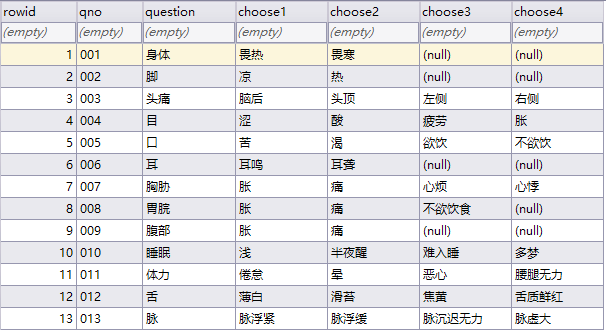 rowid qno question choose1 choose2 choose3 choose4
(empty) (empty) (empty) (empty) (empty) (empty) (empty)
1 001 身体 畏热 畏寒 (null) (null)
2 002 脚 凉 热 (null) (null)
3 003 头痛 脑后 头顶 左侧 右侧
4 004 目 涩 酸 疲劳 胀
5 005 口 苦 渴 欲饮 不欲饮
6 006 耳 耳鸣 耳聋 (null) (null)
7 007 胸胁 胀 痛 心烦 心悸
8 008 胃脘 胀 痛 不欲饮食 (null)
9 009 腹部 胀 痛 (null) (null)
10 010 睡眠 浅 半夜醒 难入睡 多梦
11 011 体力 倦怠 晕 恶心 腰腿无力
12 012 舌 薄白 滑苔 焦黄 舌质鲜红
13 013 脉 脉浮紧 脉浮缓 脉沉迟无力 脉虚大